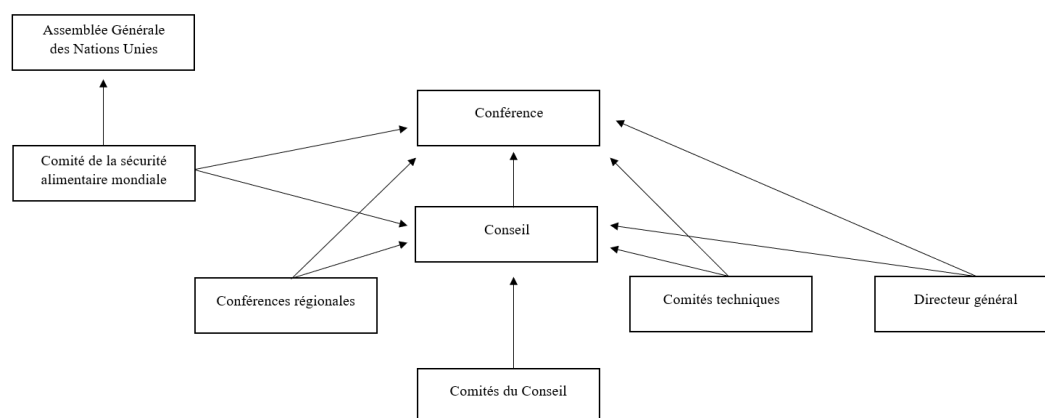 Assemblée Générale
des Nations Unies
Conférence
Comité de la sécurité
alimentaire mondiale
Conseil
Conférences régionales
Comités techniques
Directeur général
Comités du Conseil